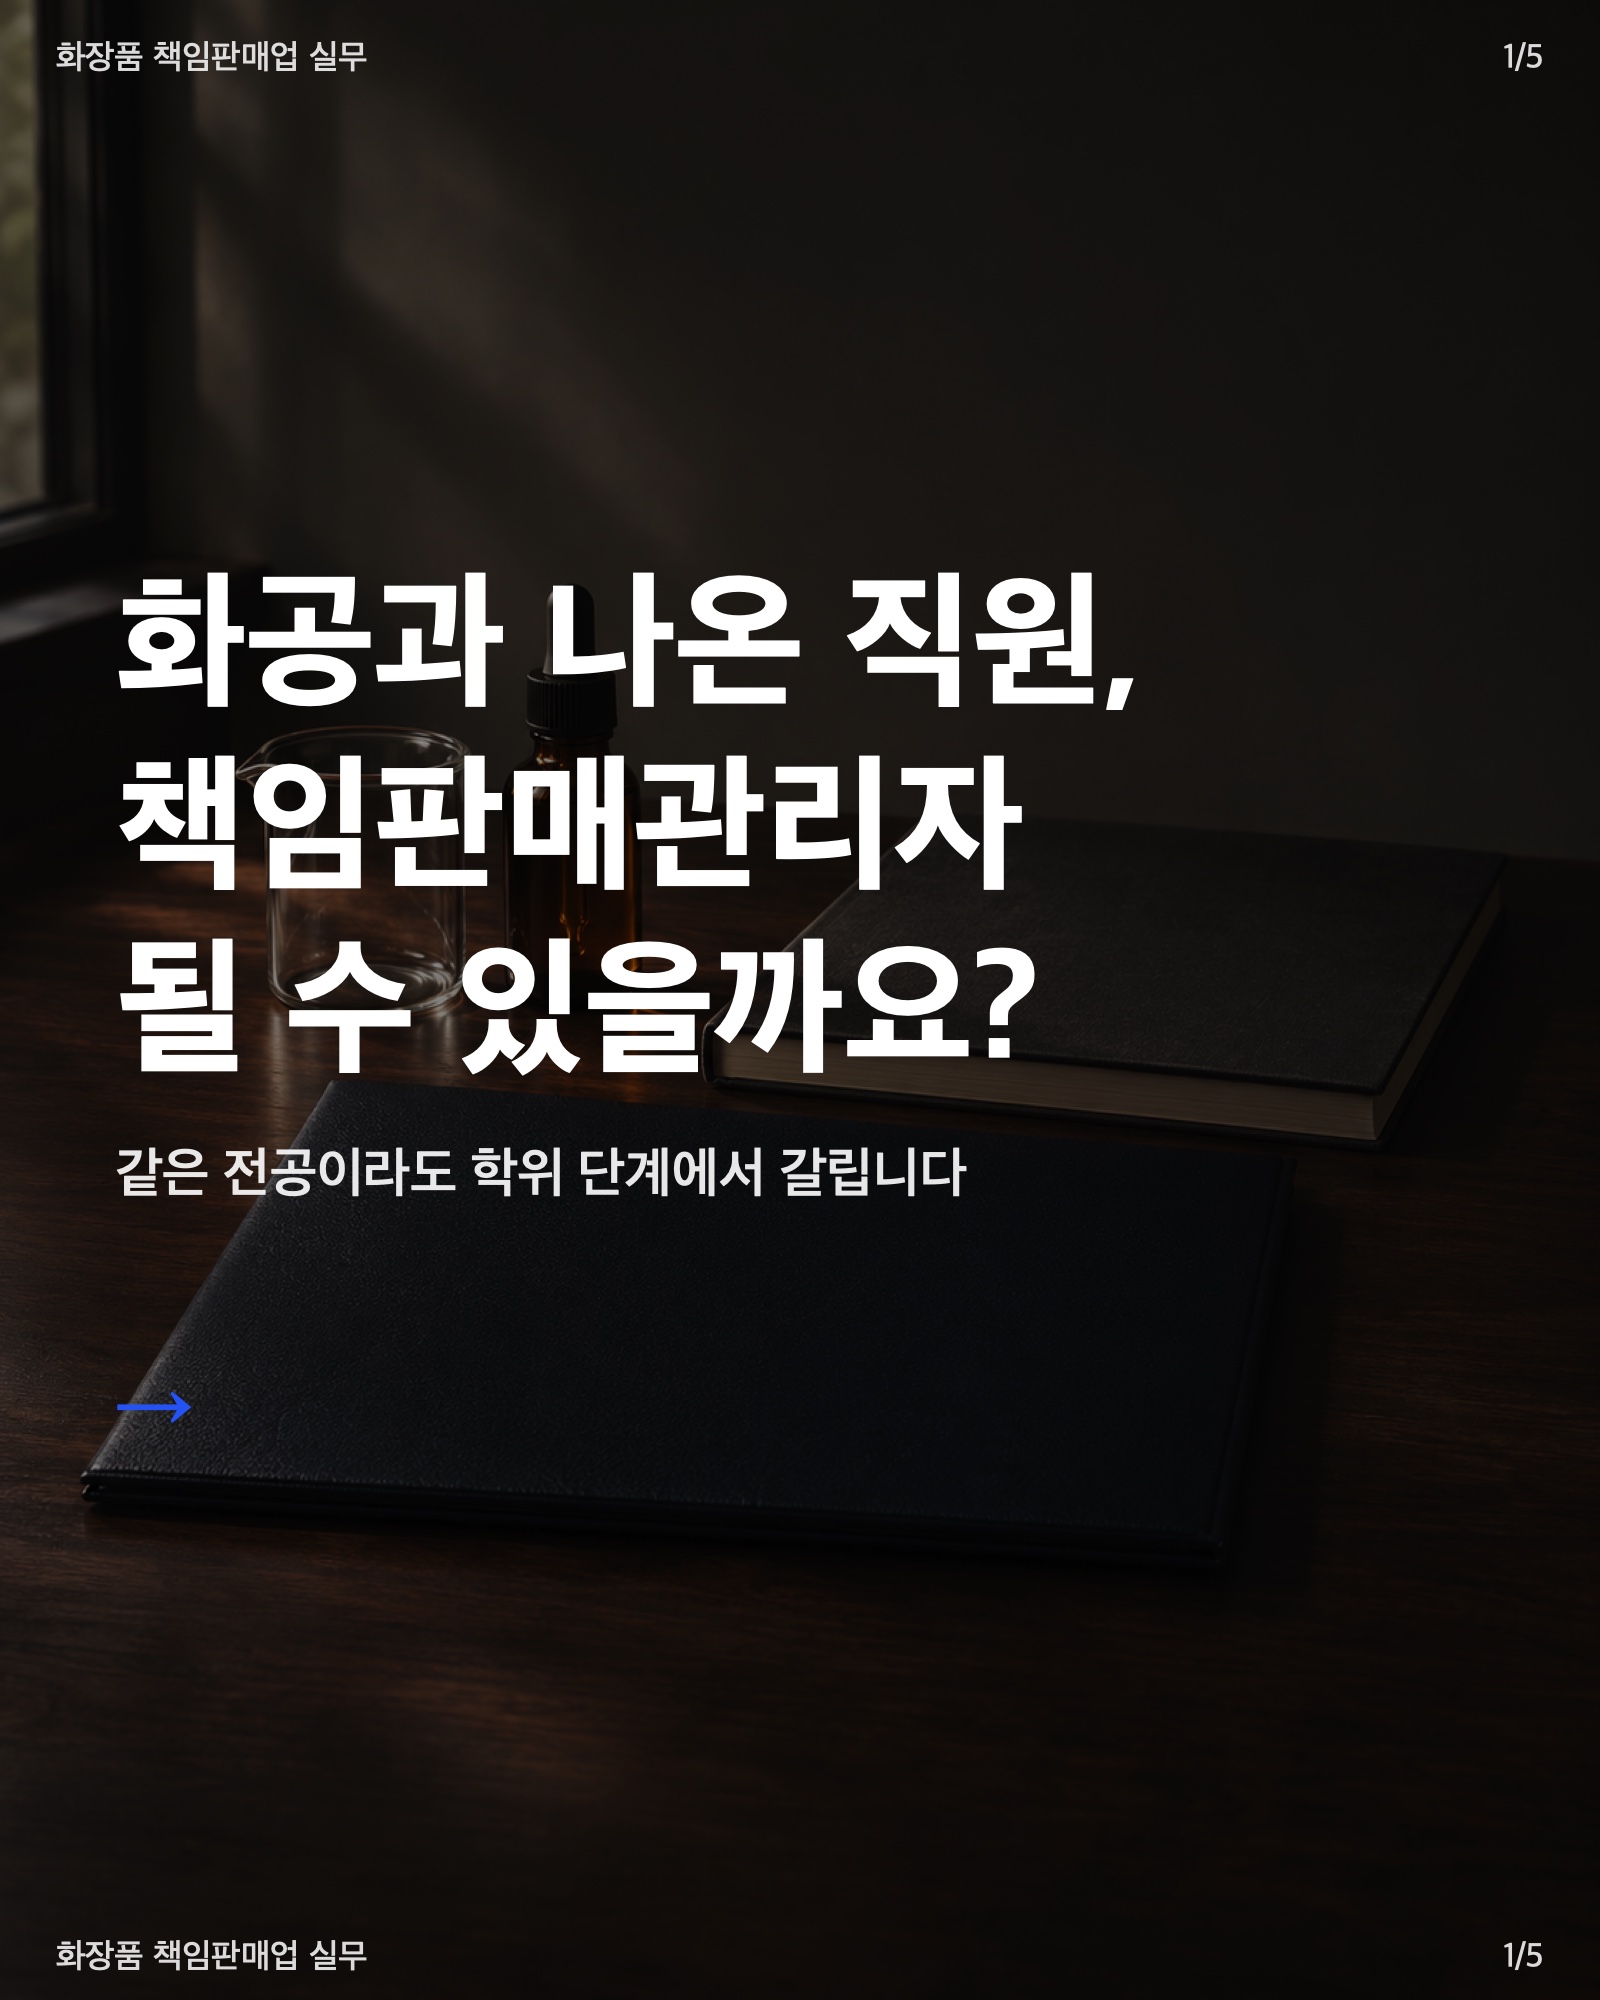 화장품 책임판매업 실무
1/5
화공과 나온 직원,
책임판매관리자
될 수 있을까요?
같은 전공이라도 학위 단계에서 갈립니다
→
화장품 책임판매업 실무
1/5